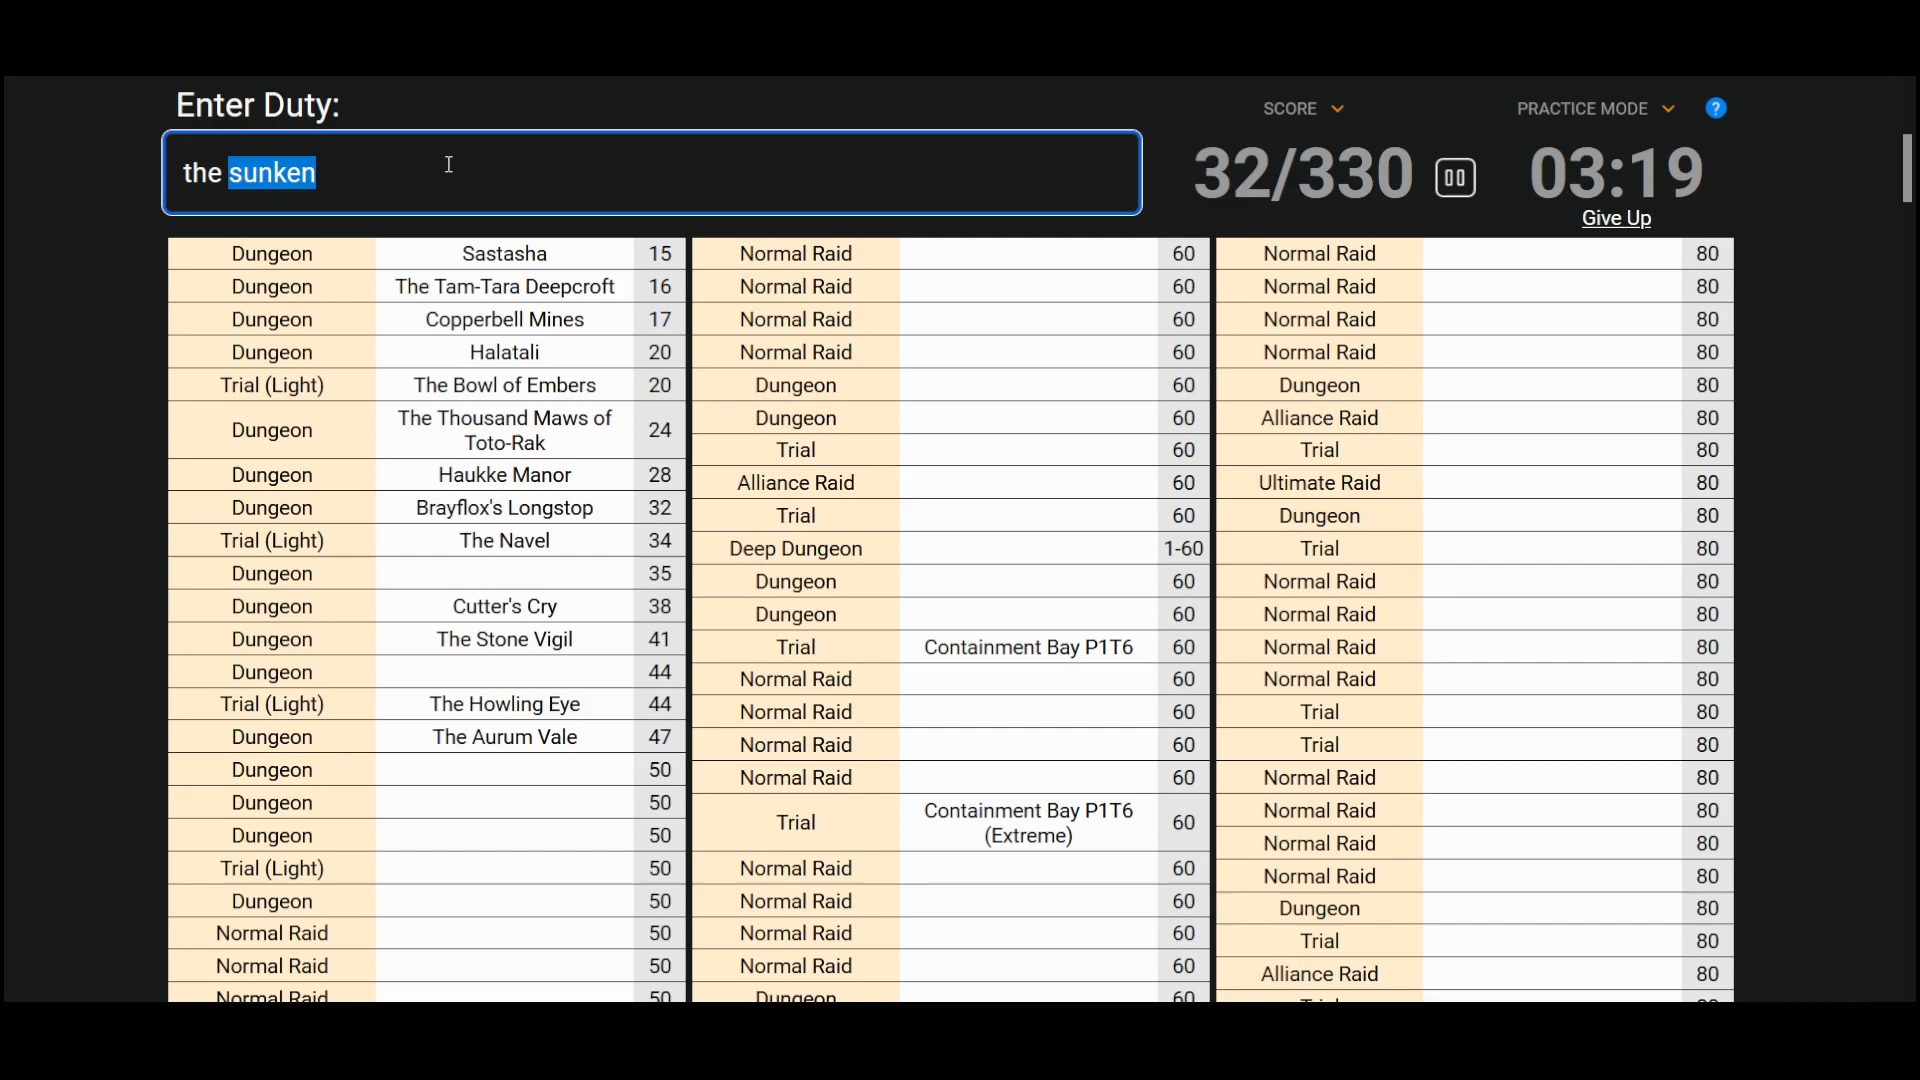 Enter Duty:
SCORE
PRACTICE MODE
?
the sunken
32/330
03:19
Give Up
Dungeon Sastasha 15
Dungeon The Tam-Tara Deepcroft 16
Dungeon Copperbell Mines 17
Dungeon Halatali 20
Trial (Light) The Bowl of Embers 20
Dungeon The Thousand Maws of
Toto-Rak 24
Dungeon Haukke Manor 28
Dungeon Brayflox's Longstop 32
Trial (Light) The Navel 34
Dungeon 35
Dungeon Cutter's Cry 38
Dungeon The Stone Vigil 41
Dungeon 44
Trial (Light) The Howling Eye 44
Dungeon The Aurum Vale 47
Dungeon 50
Dungeon 50
Dungeon 50
Trial (Light) 50
Dungeon 50
Normal Raid 50
Normal Raid 50
Normal Raid 50
Normal Raid 60
Normal Raid 60
Normal Raid 60
Normal Raid 60
Dungeon 60
Dungeon 60
Trial 60
Alliance Raid 60
Trial 60
Deep Dungeon 1-60
Dungeon 60
Dungeon 60
Trial Containment Bay P1T6 60
Normal Raid 60
Normal Raid 60
Normal Raid 60
Normal Raid 60
Trial Containment Bay P1T6
(Extreme) 60
Normal Raid 60
Normal Raid 60
Normal Raid 60
Normal Raid 60
Dungeon 60
Normal Raid 80
Normal Raid 80
Normal Raid 80
Normal Raid 80
Dungeon 80
Alliance Raid 80
Trial 80
Ultimate Raid 80
Dungeon 80
Trial 80
Normal Raid 80
Normal Raid 80
Normal Raid 80
Normal Raid 80
Trial 80
Trial 80
Normal Raid 80
Normal Raid 80
Normal Raid 80
Normal Raid 80
Dungeon 80
Trial 80
Alliance Raid 80